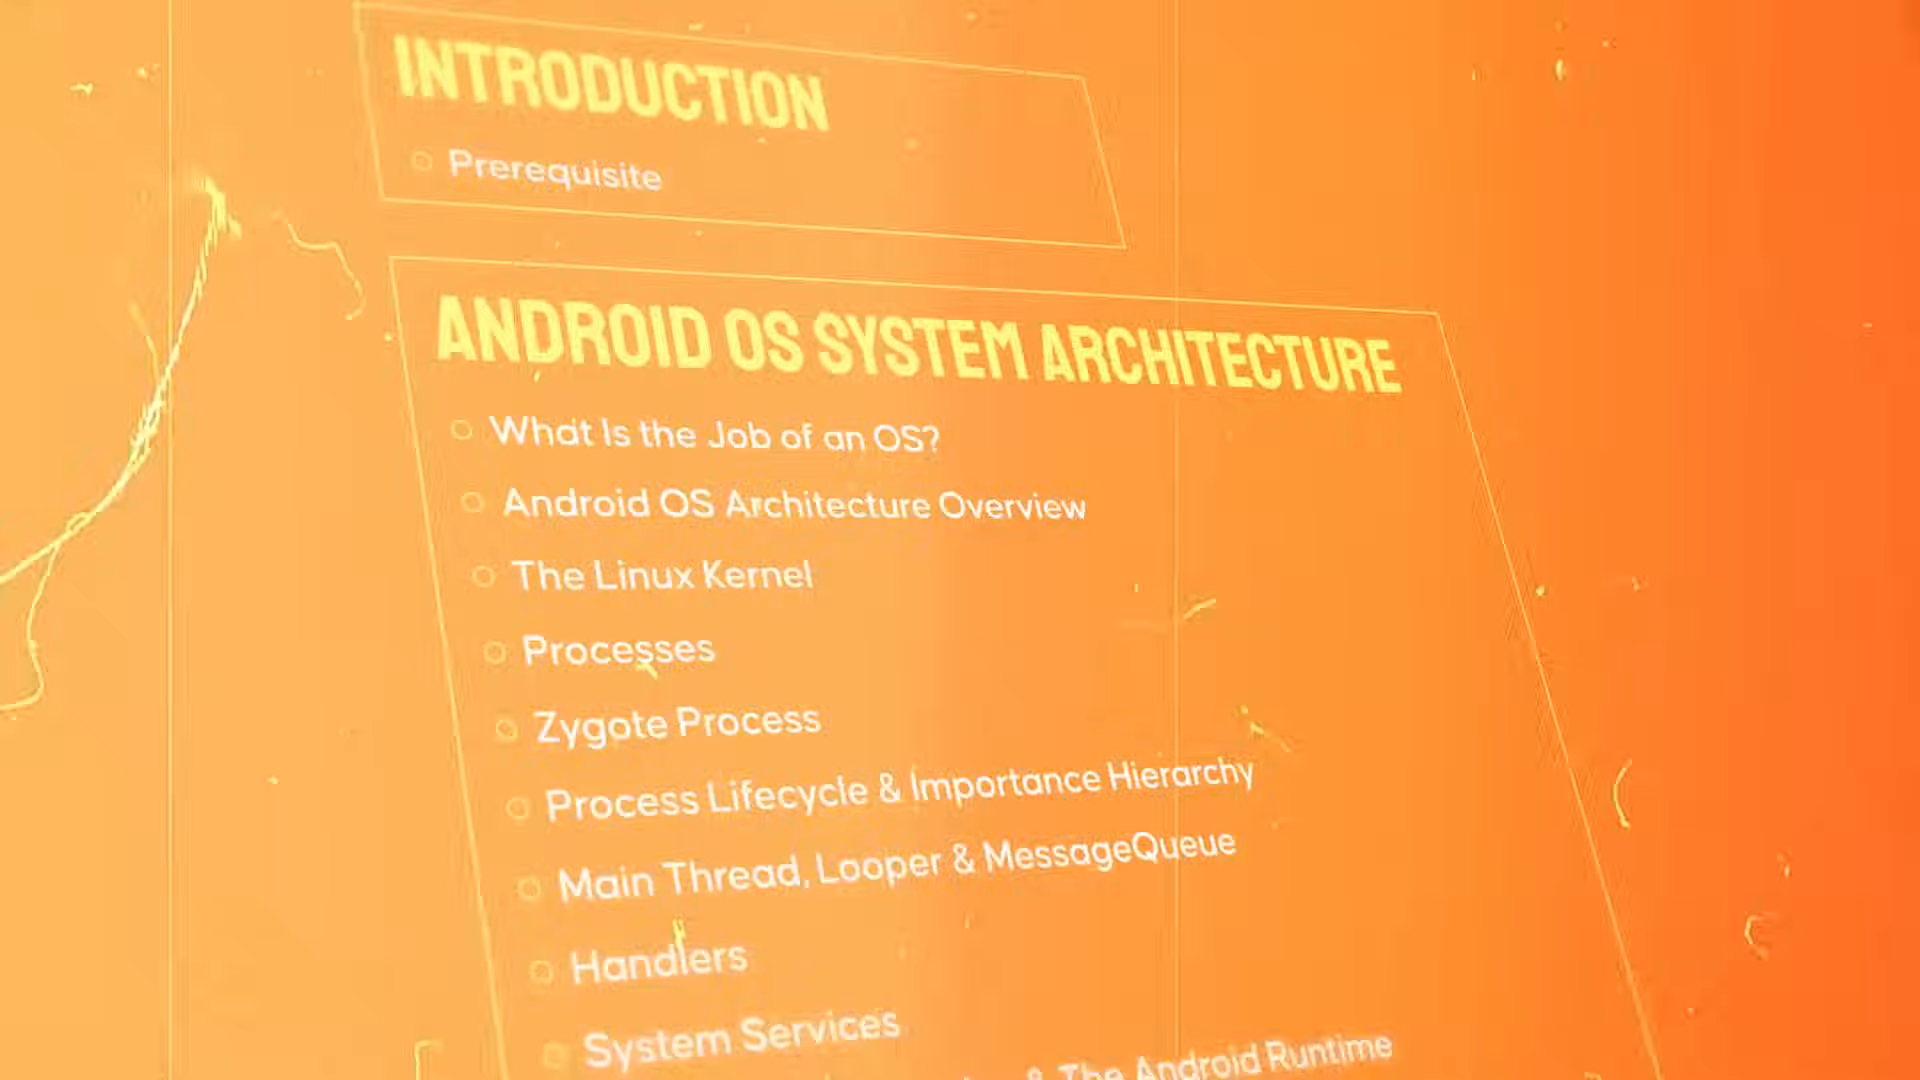 INTRODUCTION
Prerequisite
ANDROID OS SYSTEM ARCHITECTURE
What Is the Job of an OS?
Android OS Architecture Overview
The Linux Kernel
Processes
Zygote Process
Process Lifecycle & Importance Hierarchy
Main Thread, Looper & MessageQueue
Handlers
System Services
& The Android Runtime